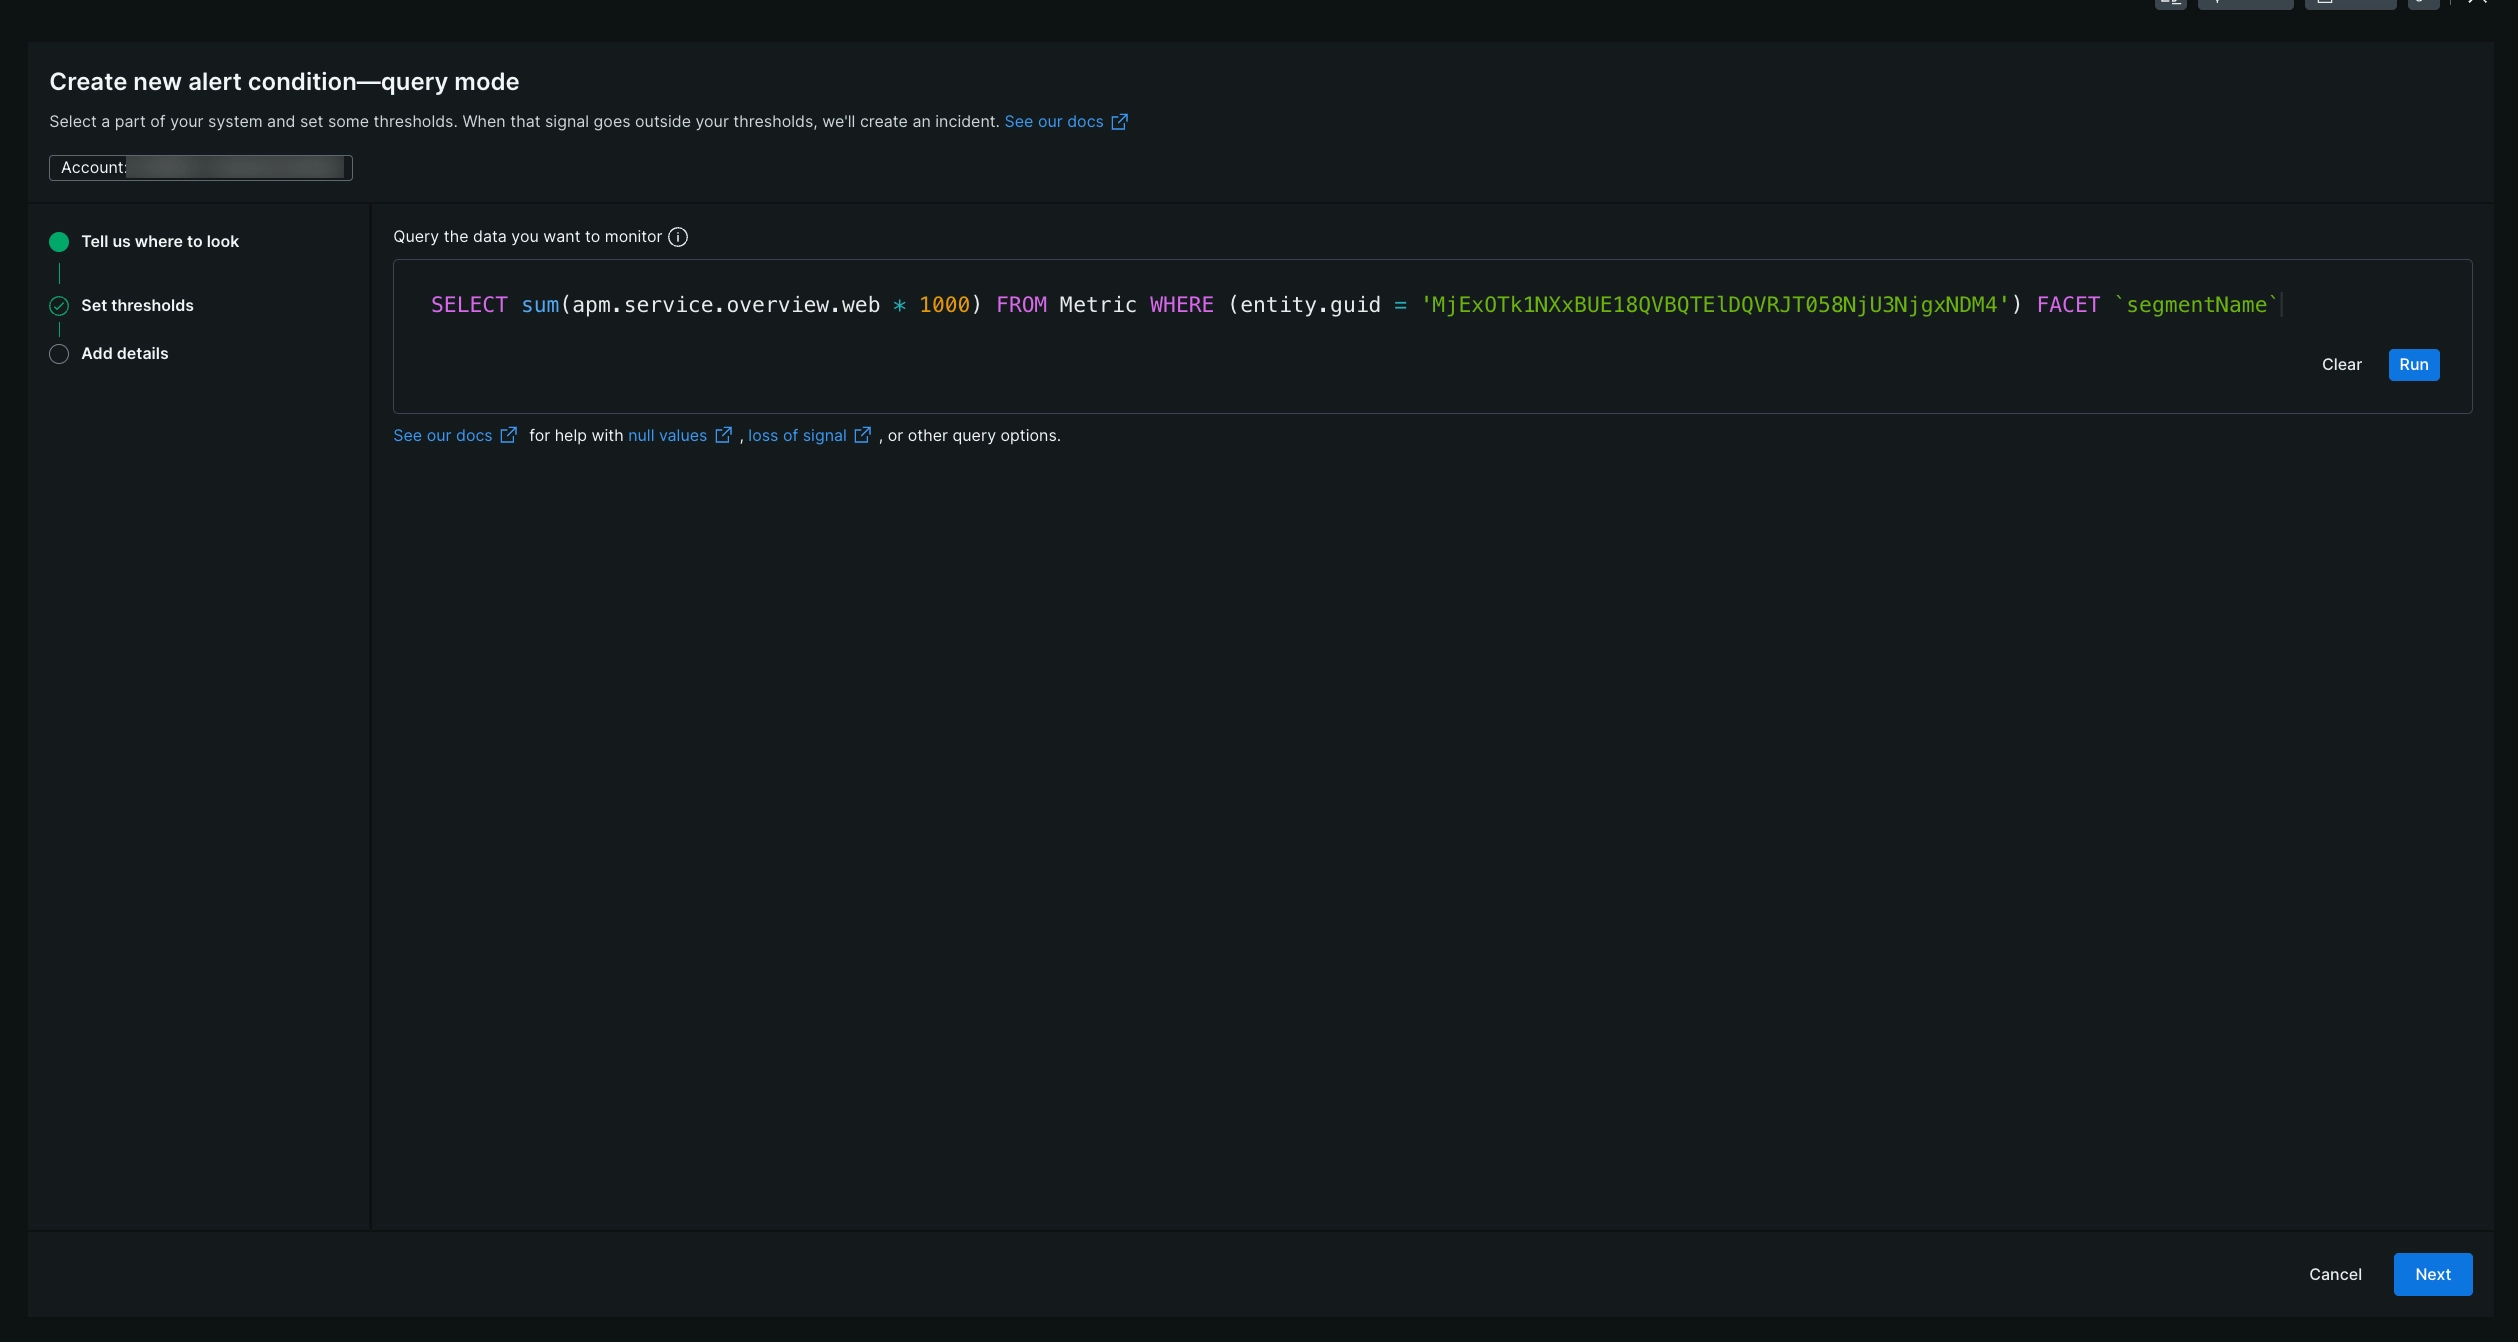 Create new alert condition—query mode
Select a part of your system and set some thresholds. When that signal goes outside your thresholds, we'll create an incident. See our docs
Account:
Tell us where to look
Set thresholds
Add details
Query the data you want to monitor
SELECT sum(apm.service.overview.web * 1000) FROM Metric WHERE (entity.guid = 'MjExOTk1NXxBUE18QVBQTElDQVRJT058NjU3NjgxNDM4') FACET `segmentName`
Clear
Run
See our docs for help with null values , loss of signal , or other query options.
Cancel
Next